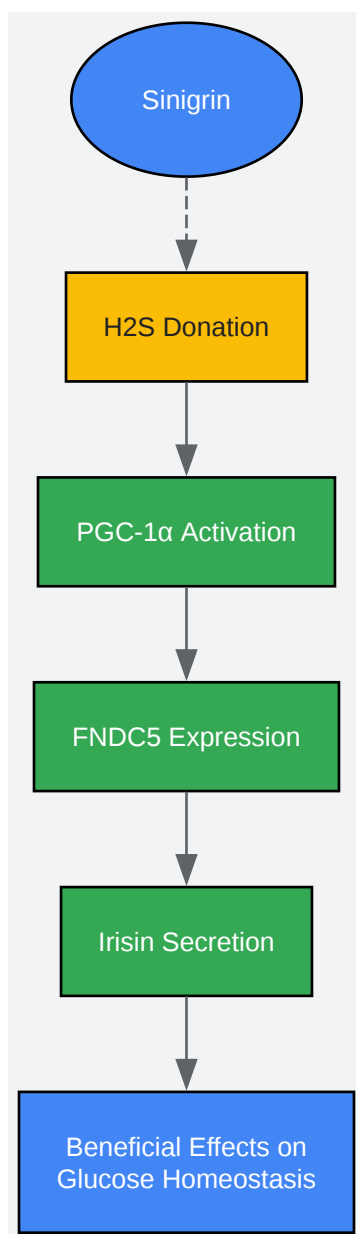 Sinigrin
H2S Donation
PGC-1α Activation
FNDC5 Expression
Irisin Secretion
Beneficial Effects on
Glucose Homeostasis